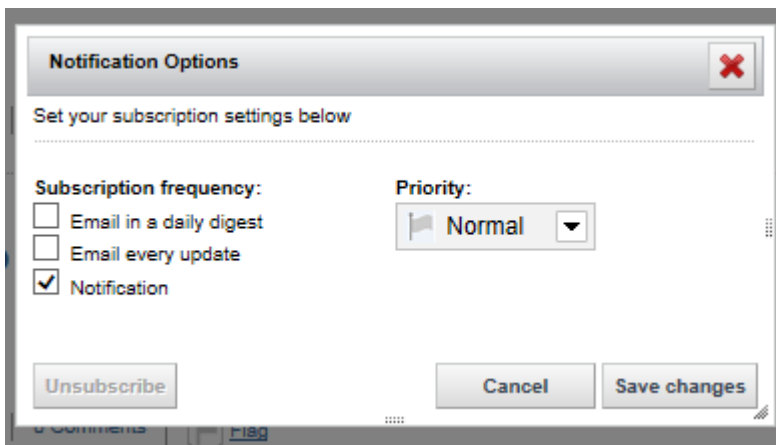 Notification Options
Set your subscription settings below
Subscription frequency:
Priority:
Email in a daily digest
Normal
Email every update
Notification
Unsubscribe
Cancel
Save changes
Comments
Flag